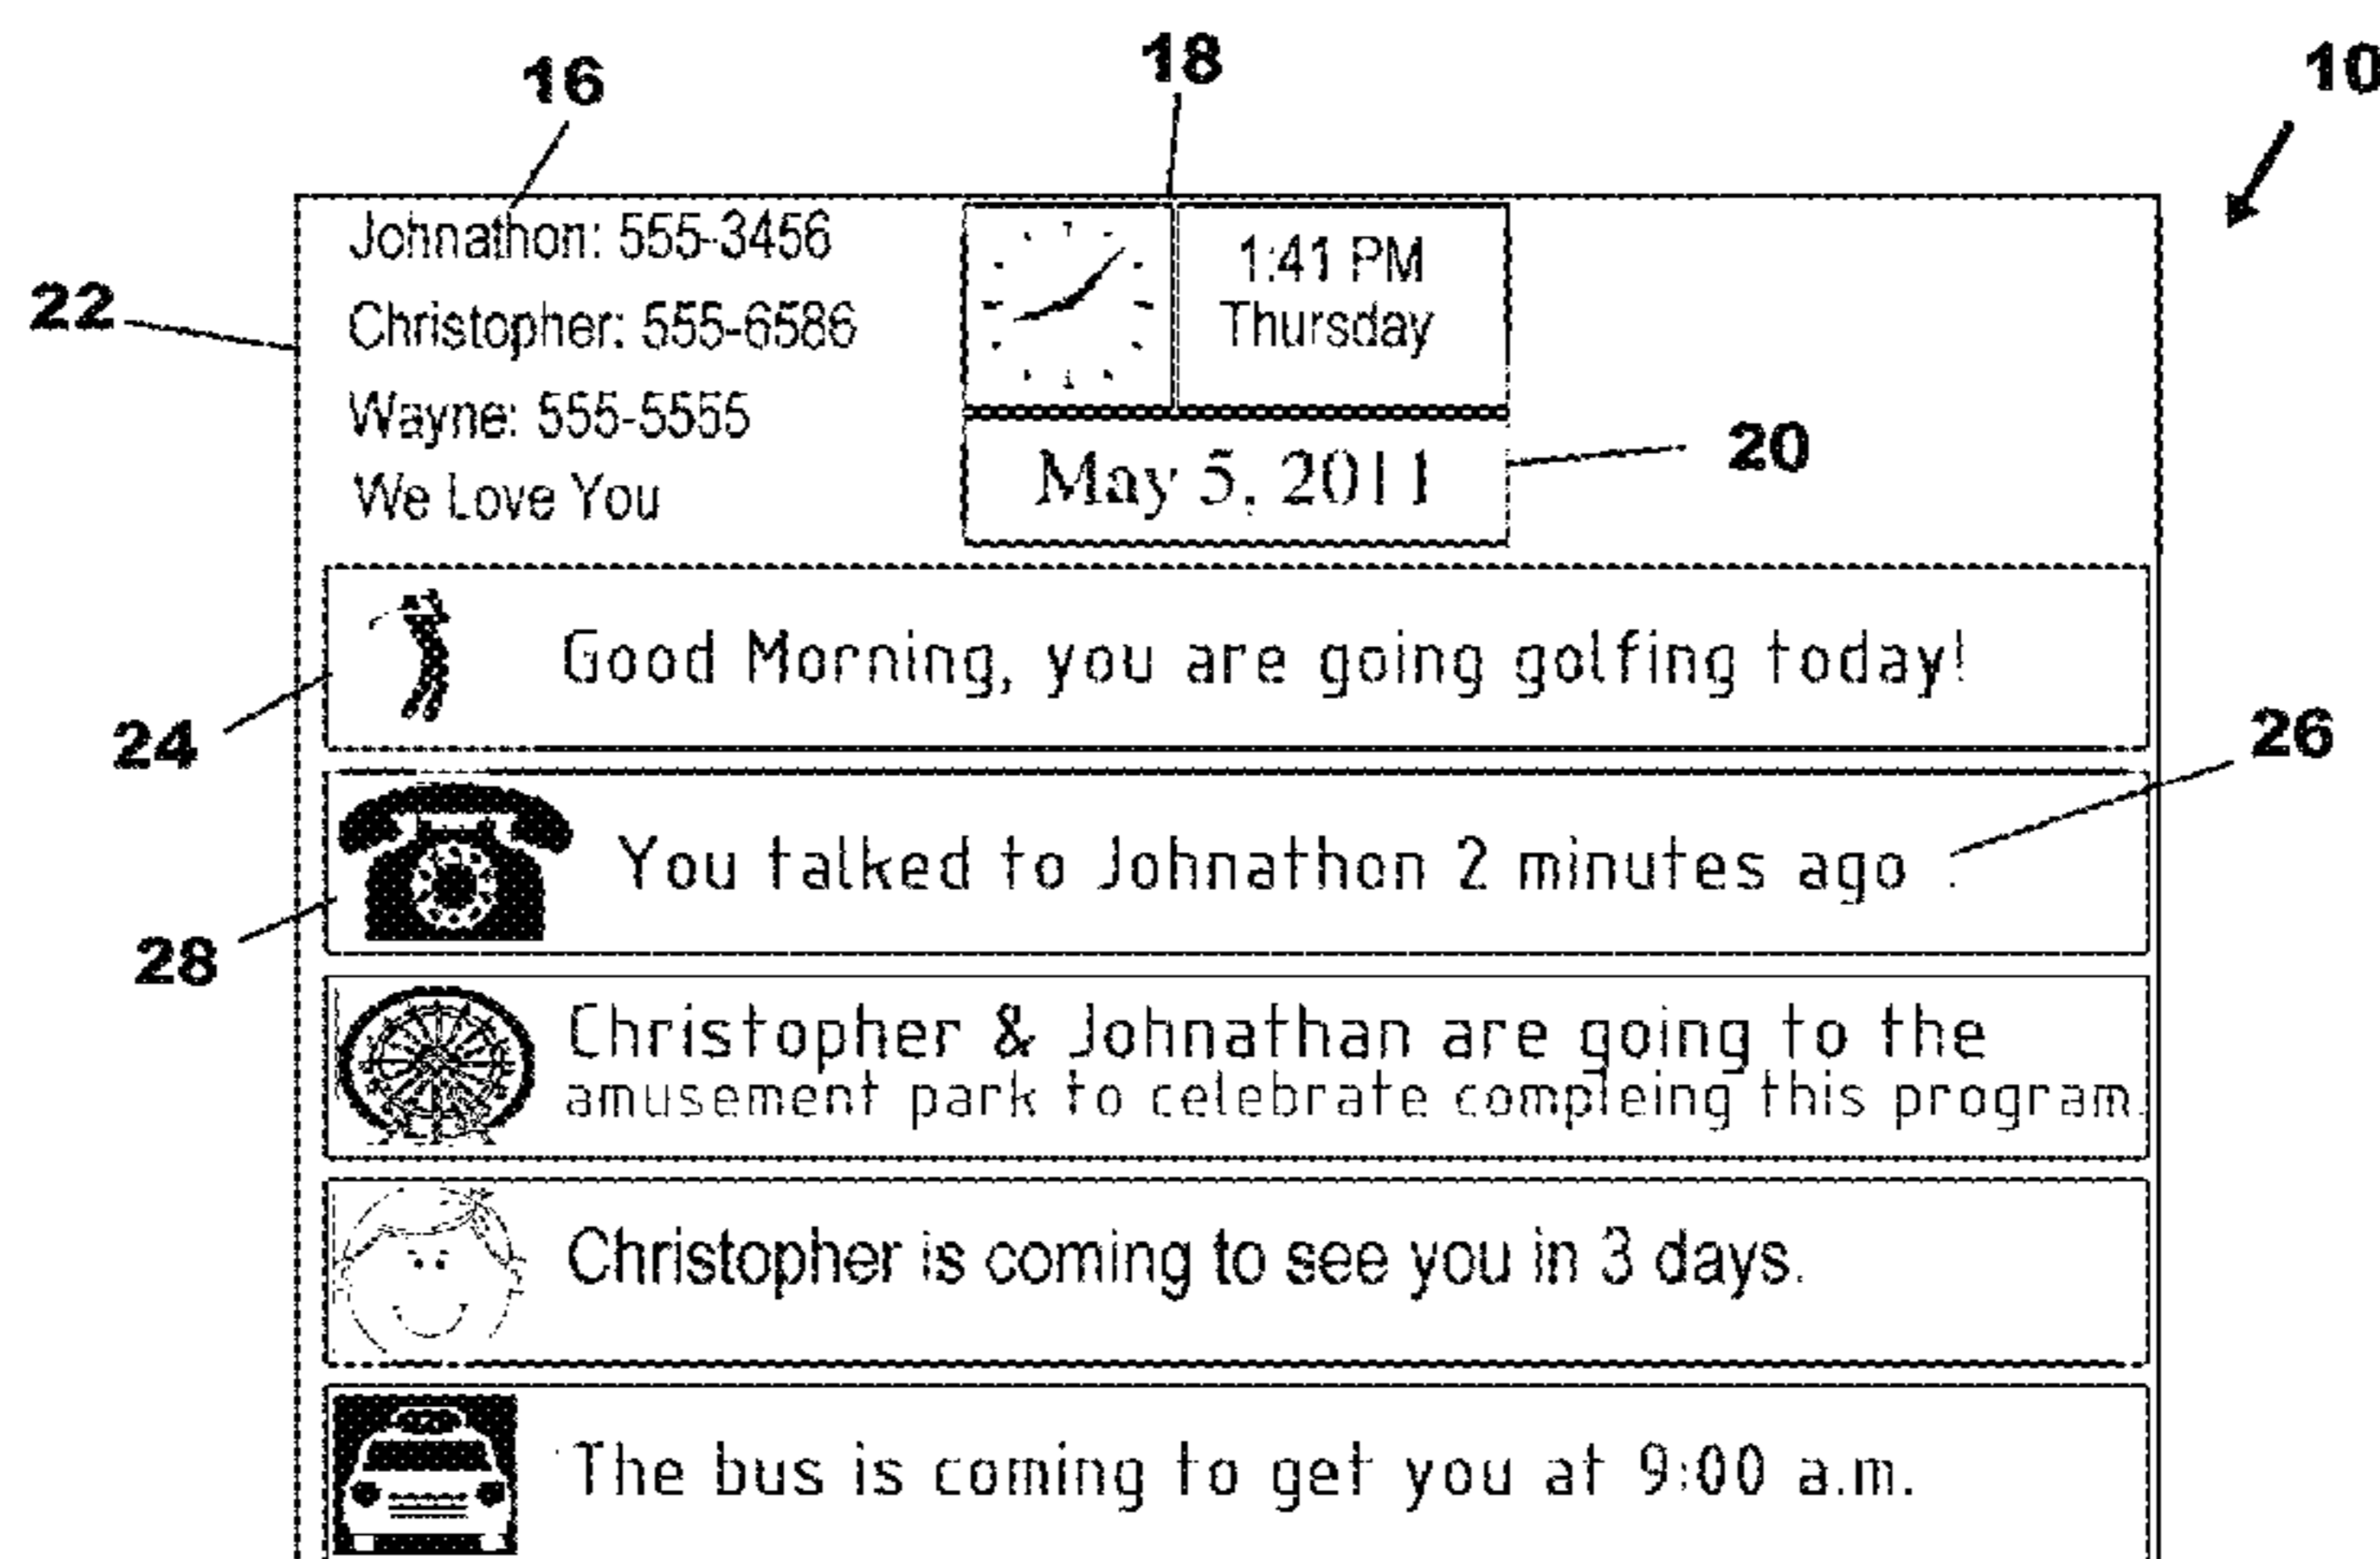 16
18
10
Johnathon: 555-3456
1:41 PM
22
Christopher: 555-6586
Thursday
Wayne: 555-5555
20
May 5, 2011
We Love You
Good Morning, you are going golfing today!
24
26
You talked to Johnathon 2 minutes ago .
28
Christopher & Johnathan are going to the
amusement park to celebrate compleing this program.
Christopher is coming to see you in 3 days.
The bus is coming to get you at 9:00 a.m.